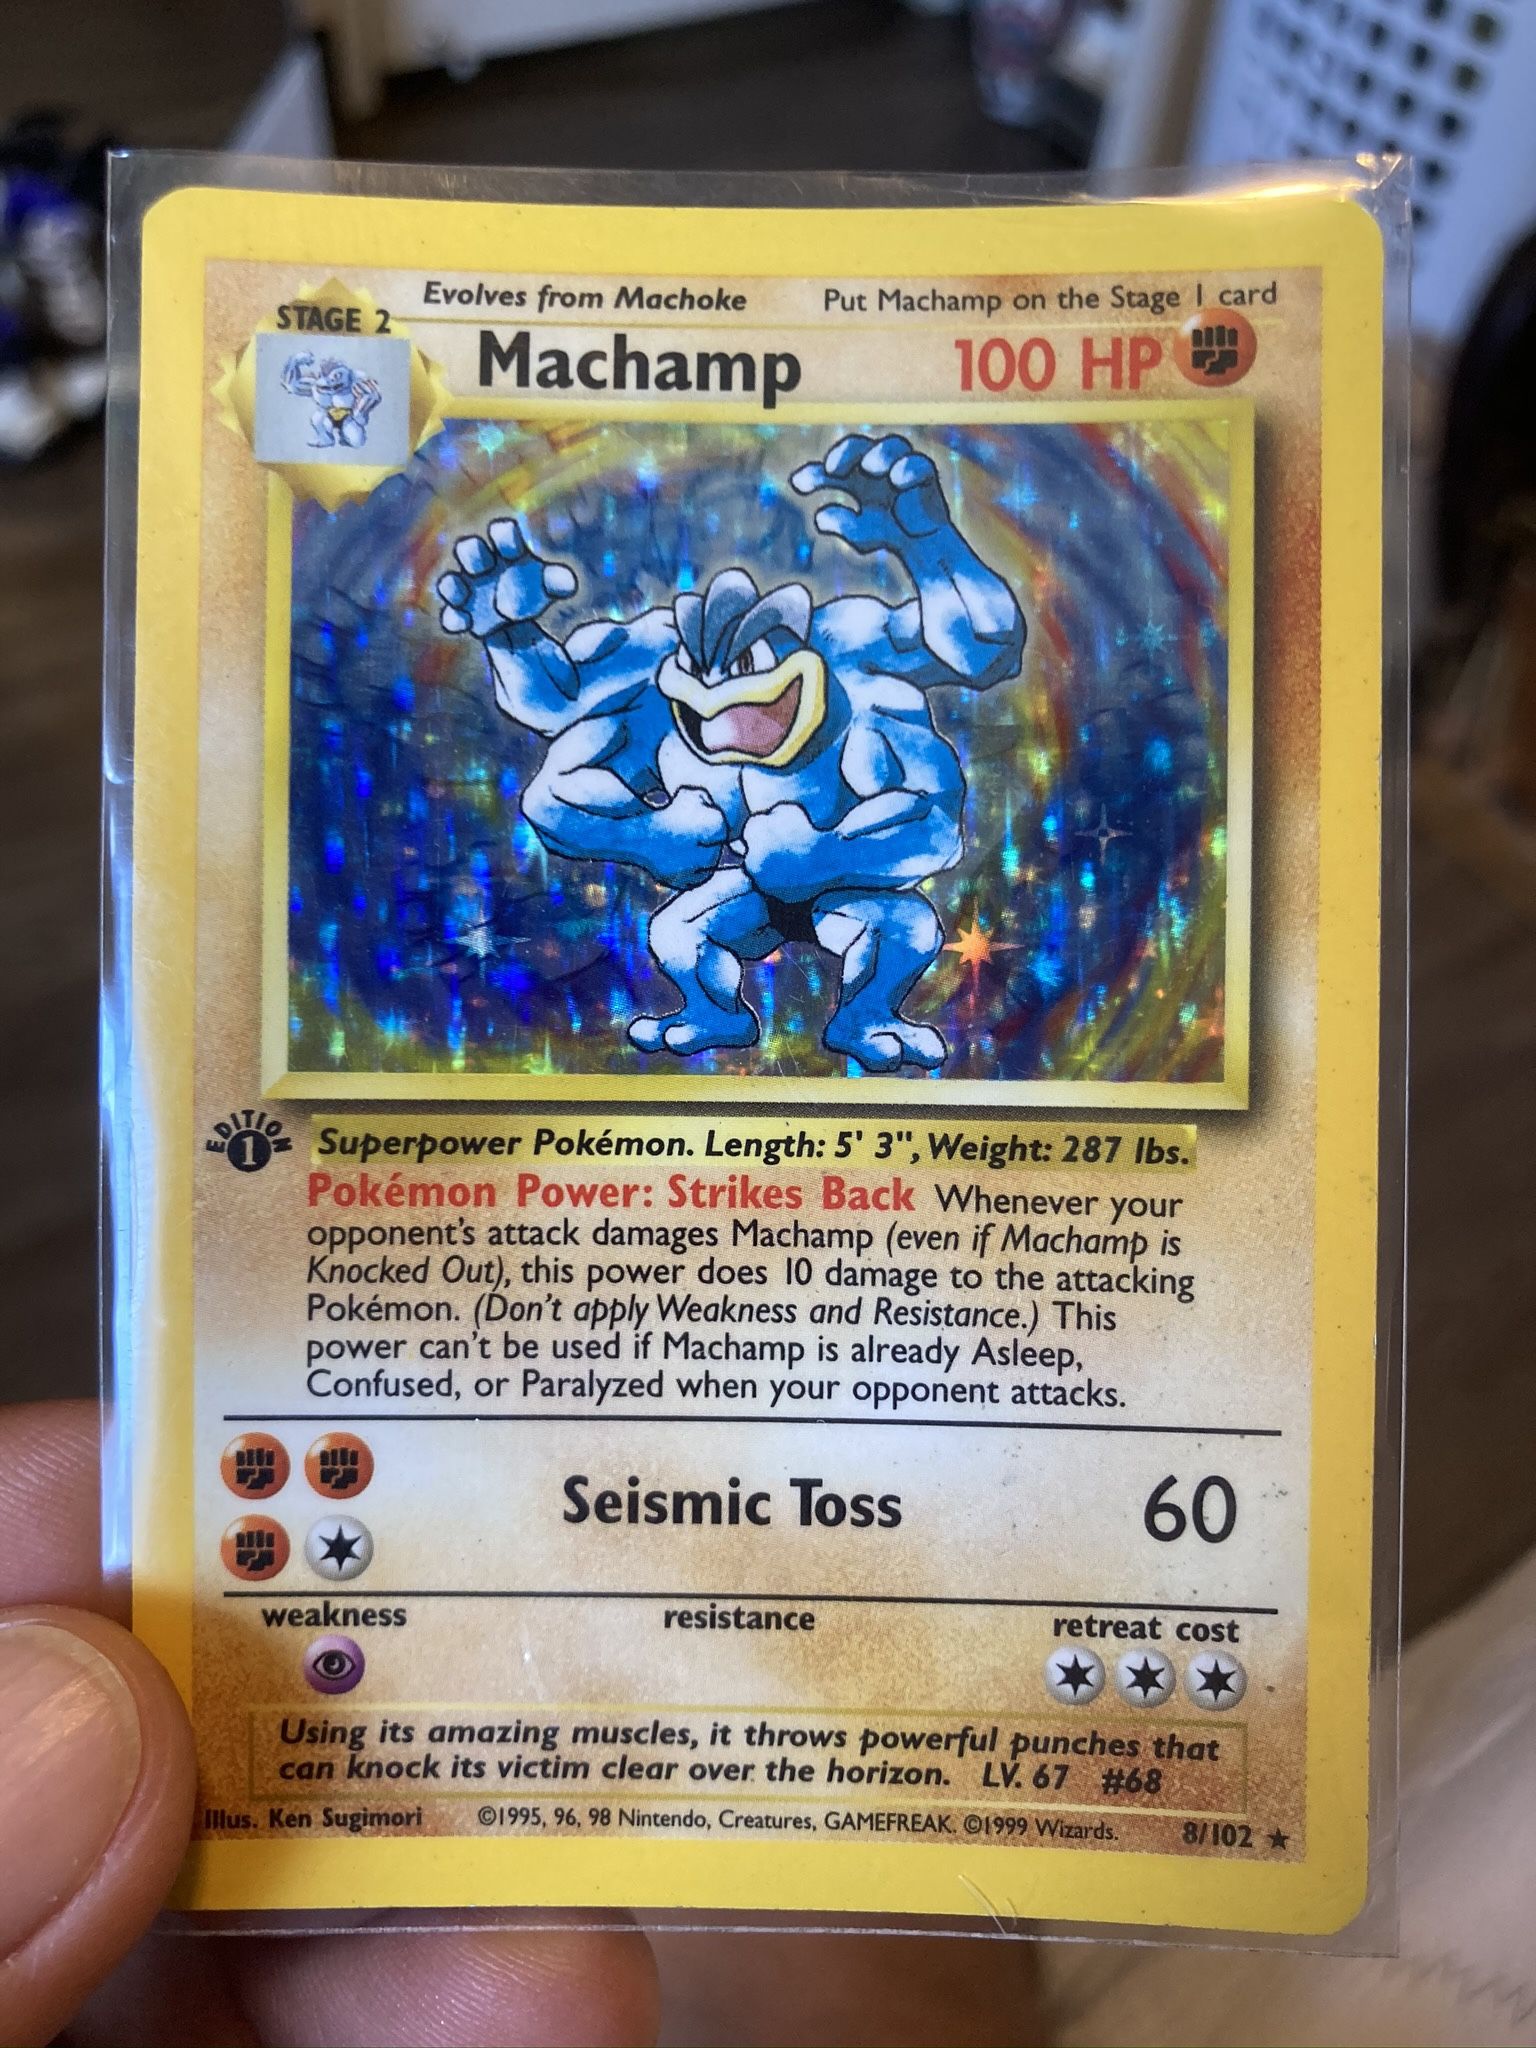 Evolves from Machoke Put Machamp on the Stage 1 card
STAGE 2
Machamp 100 HP
EDITION
1
Superpower Pokémon. Length: 5' 3", Weight: 287 lbs.
Pokémon Power: Strikes Back Whenever your
opponent's attack damages Machamp (even if Machamp is
Knocked Out), this power does 10 damage to the attacking
Pokémon. (Don't apply Weakness and Resistance.) This
power can't be used if Machamp is already Asleep,
Confused, or Paralyzed when your opponent attacks.
Seismic Toss 60
weakness resistance retreat cost
Using its amazing muscles, it throws powerful punches that
can knock its victim clear over the horizon. LV. 67 #68
Illus. Ken Sugimori ©1995, 96, 98 Nintendo, Creatures, GAMEFREAK. ©1999 Wizards. 8/102 ★